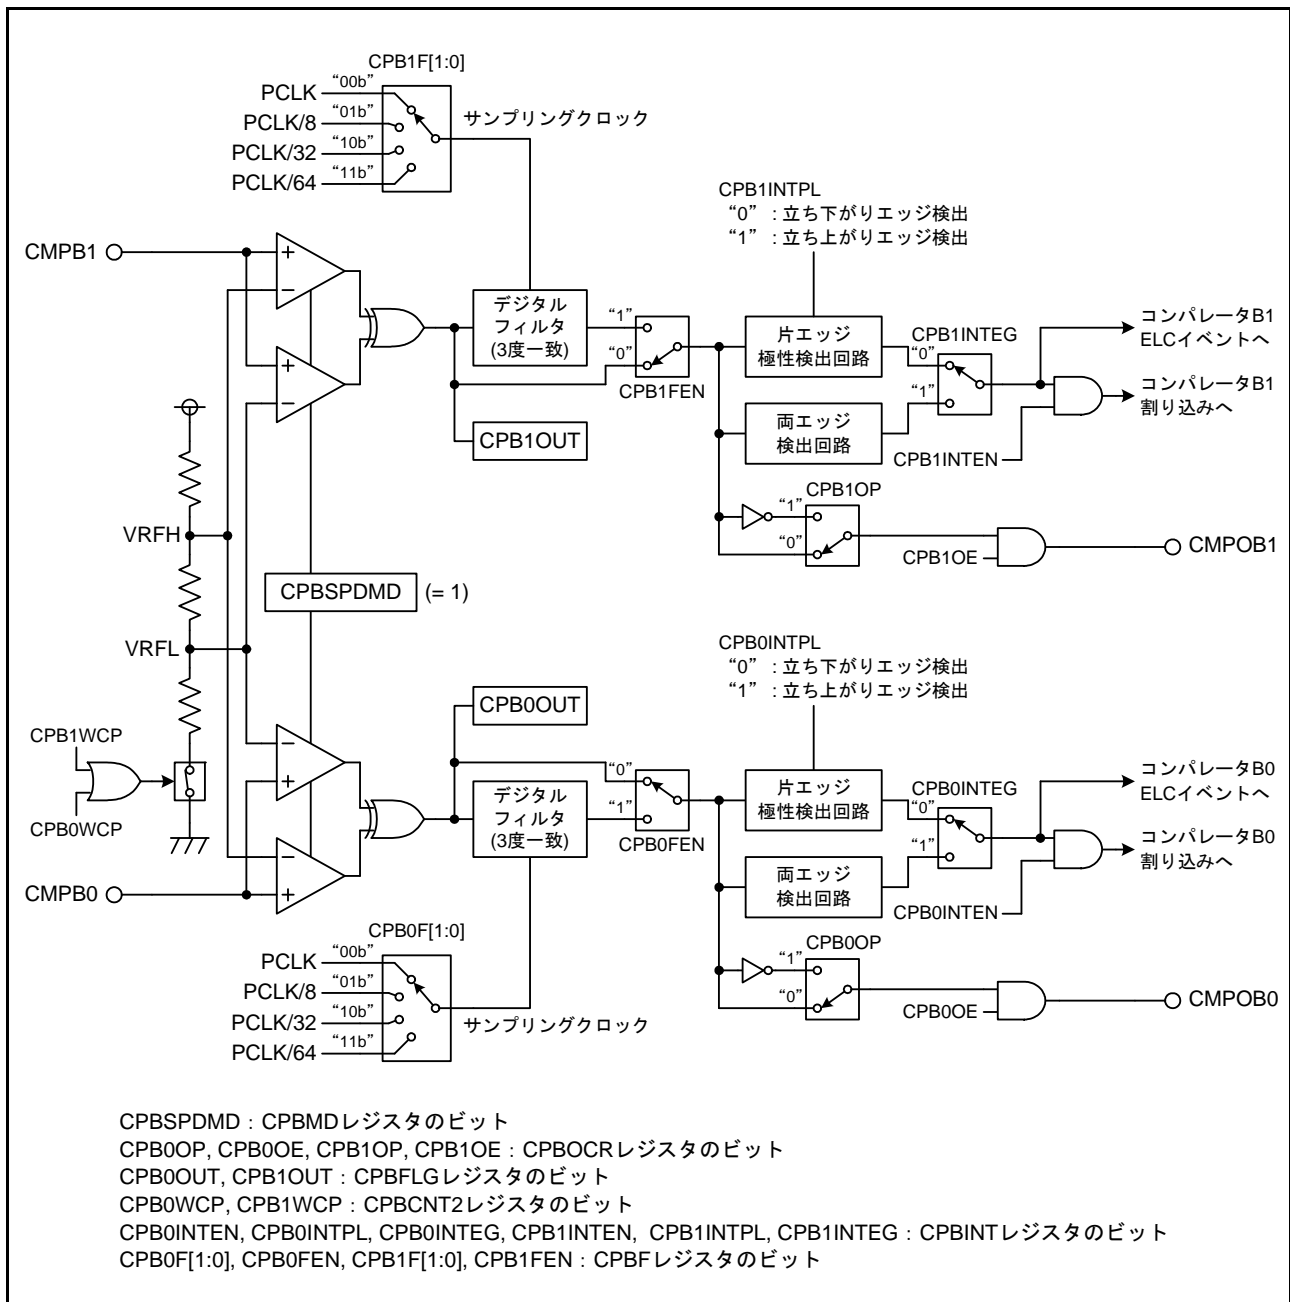 CPB1F[1:0]
PCLK “00b”
PCLK/8 “01b”
PCLK/32 “10b”
PCLK/64 “11b”
サンプリングクロック
CPB1INTPL
“0” : 立ち下がりエッジ検出
“1” : 立ち上がりエッジ検出
CMPB1
+
−
+
−
デジタル
フィルタ
(3度一致)
“1”
“0”
CPB1FEN
CPB1OUT
片エッジ
極性検出回路
両エッジ
検出回路
CPB1INTEG
“0”
“1”
CPB1INTEN
コンパレータB1
ELCイベントへ
コンパレータB1
割り込みへ
CPB1OP
“1”
“0”
CPB1OE
CMPOB1
VRFH
CPBSPDMD (= 1)
VRFL
CPB0INTPL
“0” : 立ち下がりエッジ検出
“1” : 立ち上がりエッジ検出
CPB0OUT
CPB1WCP
CPB0WCP
−
+
−
+
CMPB0
デジタル
フィルタ
(3度一致)
“0”
“1”
CPB0FEN
片エッジ
極性検出回路
両エッジ
検出回路
CPB0INTEG
“0”
“1”
CPB0INTEN
コンパレータB0
ELCイベントへ
コンパレータB0
割り込みへ
CPB0F[1:0]
PCLK “00b”
PCLK/8 “01b”
PCLK/32 “10b”
PCLK/64 “11b”
サンプリングクロック
CPB0OP
“1”
“0”
CPB0OE
CMPOB0
CPBSPDMD : CPBMDレジスタのビット
CPB0OP, CPB0OE, CPB1OP, CPB1OE : CPBOCRレジスタのビット
CPB0OUT, CPB1OUT : CPBFLGレジスタのビット
CPB0WCP, CPB1WCP : CPBCNT2レジスタのビット
CPB0INTEN, CPB0INTPL, CPB0INTEG, CPB1INTEN, CPB1INTPL, CPB1INTEG : CPBINTレジスタのビット
CPB0F[1:0], CPB0FEN, CPB1F[1:0], CPB1FEN : CPBFレジスタのビット